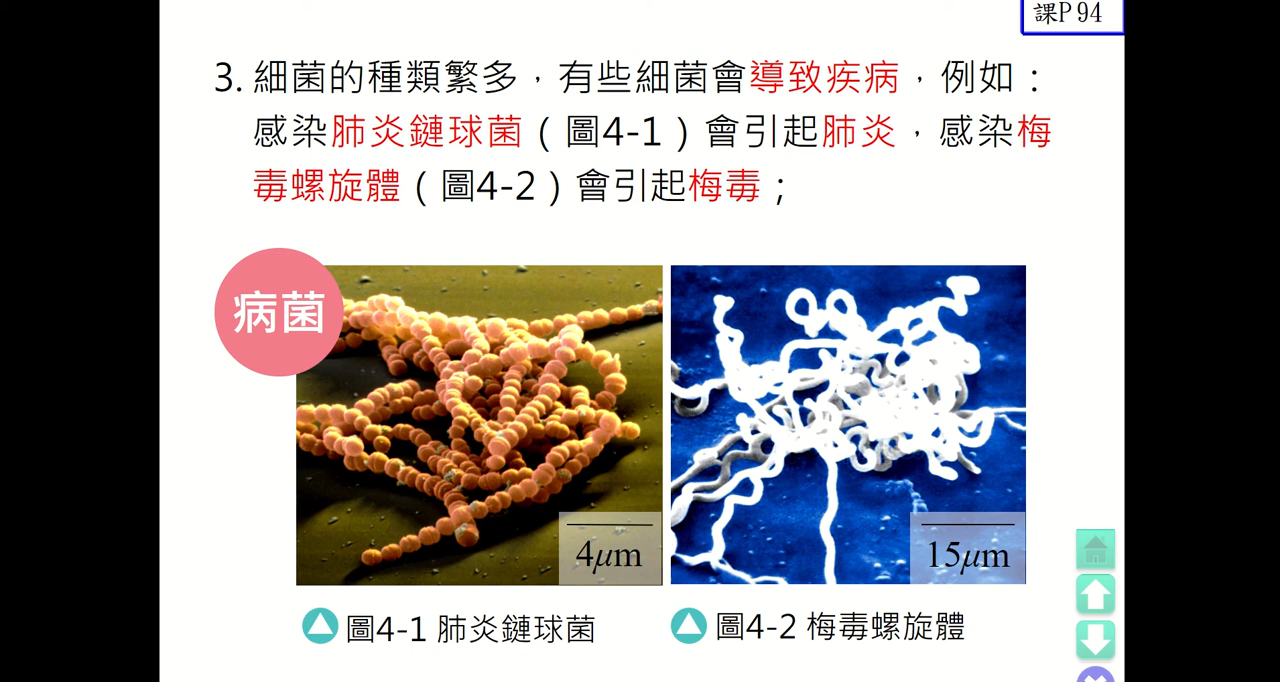 課P 94
3. 細菌的種類繁多，有些細菌會導致疾病，例如：
感染肺炎鏈球菌（圖4-1）會引起肺炎，感染梅
毒螺旋體（圖4-2）會引起梅毒；
病菌
4μm
15μm
圖4-1 肺炎鏈球菌
圖4-2 梅毒螺旋體